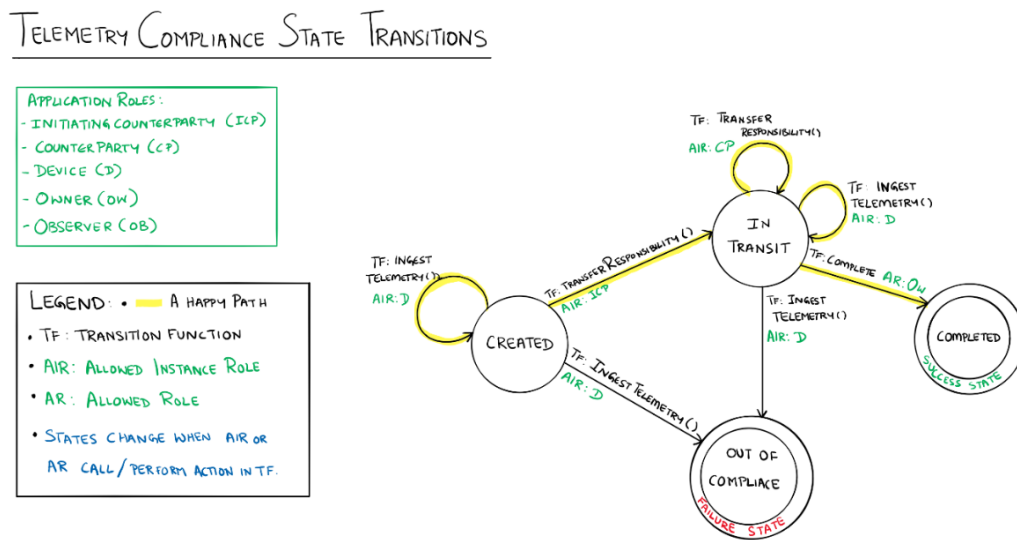 TELEMETRY COMPLIANCE STATE TRANSITIONS
APPLICATION ROLES:
- INITIATING COUNTERPARTY (ICP)
- COUNTERPARTY (CP)
- DEVICE (D)
- OWNER (OW)
- OBSERVER (OB)
LEGEND: • A HAPPY PATH
• TF: TRANSITION FUNCTION
• AIR: ALLOWED INSTANCE ROLE
• AR: ALLOWED ROLE
• STATES CHANGE WHEN AIR OR
AR CALL/PERFORM ACTION IN TF.
TF: INGEST
TELEMETRY()
AIR: D
CREATED
TF: TRANSFER RESPONSIBILITY()
AIR: ICP
TF: INGEST TELEMETRY()
AIR: D
TF: TRANSFER
RESPONSIBILITY()
AIR: CP
TF: INGEST
TELEMETRY()
AIR: D
IN
TRANSIT
TF: COMPLETE AR: OW
TF: INGEST
TELEMETRY()
AIR: D
COMPLETED
SUCCESS STATE
OUT OF
COMPLIACE
FAILURE STATE